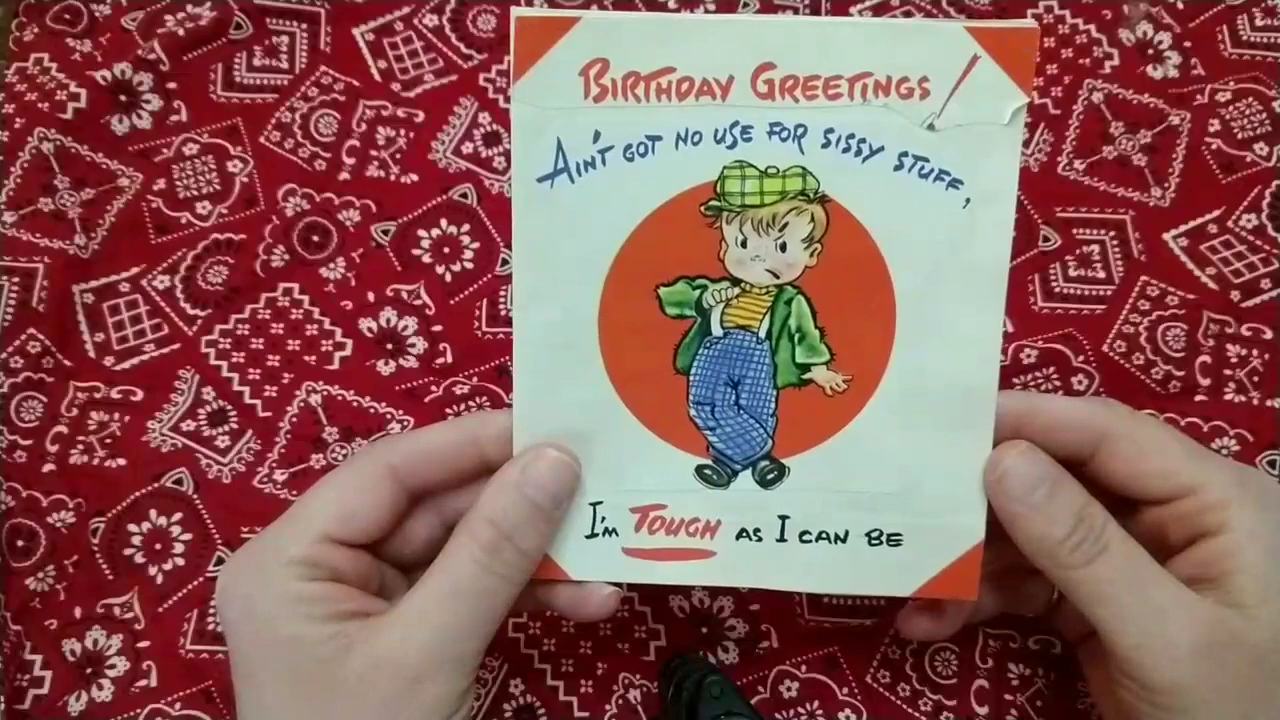 BIRTHDAY GREETINGS!
AIN'T GOT NO USE FOR SISSY STUFF,
I'M TOUGH AS I CAN BE